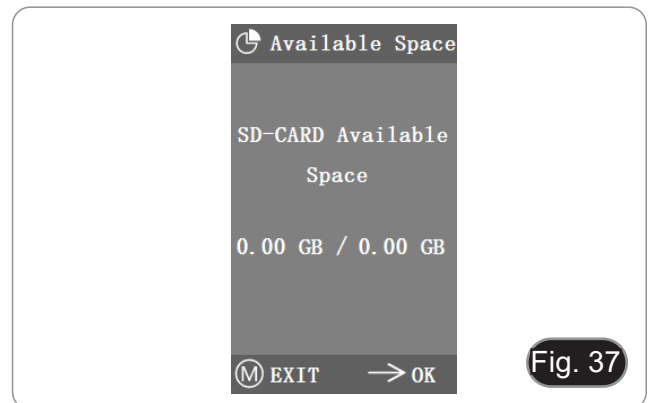 Available Space
SD-CARD Available
Space
0.00 GB / 0.00 GB
M EXIT → OK
Fig. 37